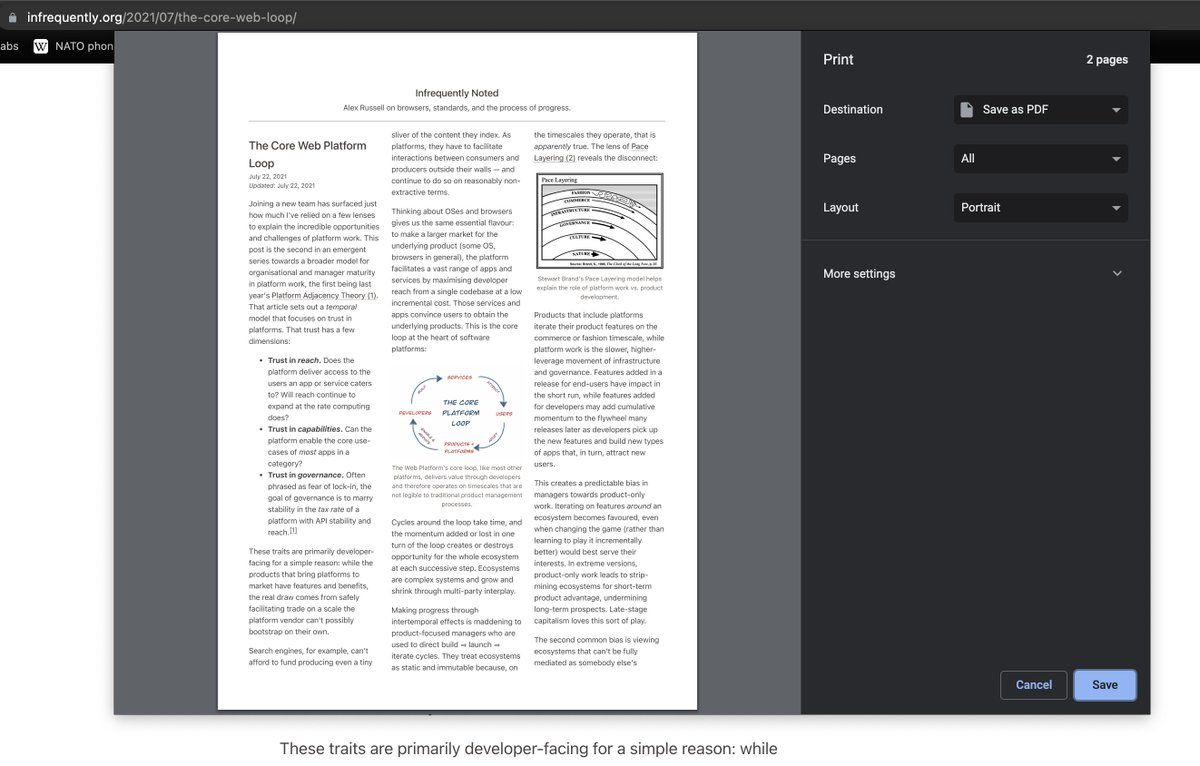 infrequently.org/2021/07/the-core-web-loop/
abs
NATO phon
Infrequently Noted
Alex Russell on browsers, standards, and the process of progress.
The Core Web Platform
Loop
July 22, 2021
Updated: July 22, 2021
Joining a new team has surfaced just
how much I've relied on a few lenses
to explain the incredible opportunities
and challenges of platform work. This
post is the second in an emergent
series towards a broader model for
organisational and manager maturity
in platform work, the first being last
year's Platform Adjacency Theory (1).
That article sets out a temporal
model that focuses on trust in
platforms. That trust has a few
dimensions:
• Trust in reach. Does the
platform deliver access to the
users an app or service caters
to? Will reach continue to
expand at the rate computing
does?
• Trust in capabilities. Can the
platform enable the core use-
cases of most apps in a
category?
• Trust in governance. Often
phrased as fear of lock-in, the
goal of governance is to marry
stability in the tax rate of a
platform with API stability and
reach.[1]
These traits are primarily developer-
facing for a simple reason: while the
products that bring platforms to
market have features and benefits,
the real draw comes from safely
facilitating trade on a scale the
platform vendor can't possibly
bootstrap on their own.
Search engines, for example, can't
afford to fund producing even a tiny
sliver of the content they index. As
platforms, they have to facilitate
interactions between consumers and
producers outside their walls — and
continue to do so on reasonably non-
extractive terms.
Thinking about OSes and browsers
gives us the same essential flavour:
to make a larger market for the
underlying product (some OS,
browsers in general), the platform
facilitates a vast range of apps and
services by maximising developer
reach from a single codebase at a low
incremental cost. Those services and
apps convince users to obtain the
underlying products. This is the core
loop at the heart of software
platforms:
SERVICES
DEVELOPERS
THE CORE
PLATFORM
LOOP
USERS
PRODUCTS +
PLATFORMS
The Web Platform's core loop, like most other
platforms, delivers value through developers
and therefore operates on timescales that are
not legible to traditional product management
processes.
Cycles around the loop take time, and
the momentum added or lost in one
turn of the loop creates or destroys
opportunity for the whole ecosystem
at each successive step. Ecosystems
are complex systems and grow and
shrink through multi-party interplay.
Making progress through
intertemporal effects is maddening to
product-focused managers who are
used to direct build ⇒ launch ⇒
iterate cycles. They treat ecosystems
as static and immutable because, on
the timescales they operate, that is
apparently true. The lens of Pace
Layering (2) reveals the disconnect:
Pace Layering
FASHION
COMMERCE
INFRASTRUCTURE
GOVERNANCE
CULTURE
NATURE
Stewart Brand's Pace Layering model helps
explain the role of platform work vs. product
development.
Products that include platforms
iterate their product features on the
commerce or fashion timescale, while
platform work is the slower, higher-
leverage movement of infrastructure
and governance. Features added in a
release for end-users have impact in
the short run, while features added
for developers may add cumulative
momentum to the flywheel many
releases later as developers pick up
the new features and build new types
of apps that, in turn, attract new
users.
This creates a predictable bias in
managers towards product-only
work. Iterating on features around an
ecosystem becomes favoured, even
when changing the game (rather than
learning to play it incrementally
better) would best serve their
interests. In extreme versions,
product-only work leads to strip-
mining ecosystems for short-term
product advantage, undermining
long-term prospects. Late-stage
capitalism loves this sort of play.
The second common bias is viewing
ecosystems that can't be fully
mediated as somebody else's
Print
2 pages
Destination
Save as PDF
Pages
All
Layout
Portrait
More settings
Cancel
Save
These traits are primarily developer-facing for a simple reason: while